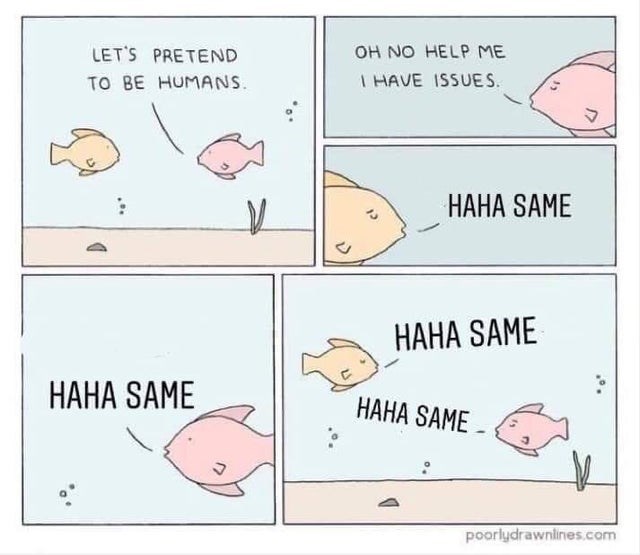 LET'S PRETEND
TO BE HUMANS.
OH NO HELP ME
I HAVE ISSUES.
HAHA SAME
HAHA SAME
HAHA SAME
HAHA SAME
poorlydrawnlines.com